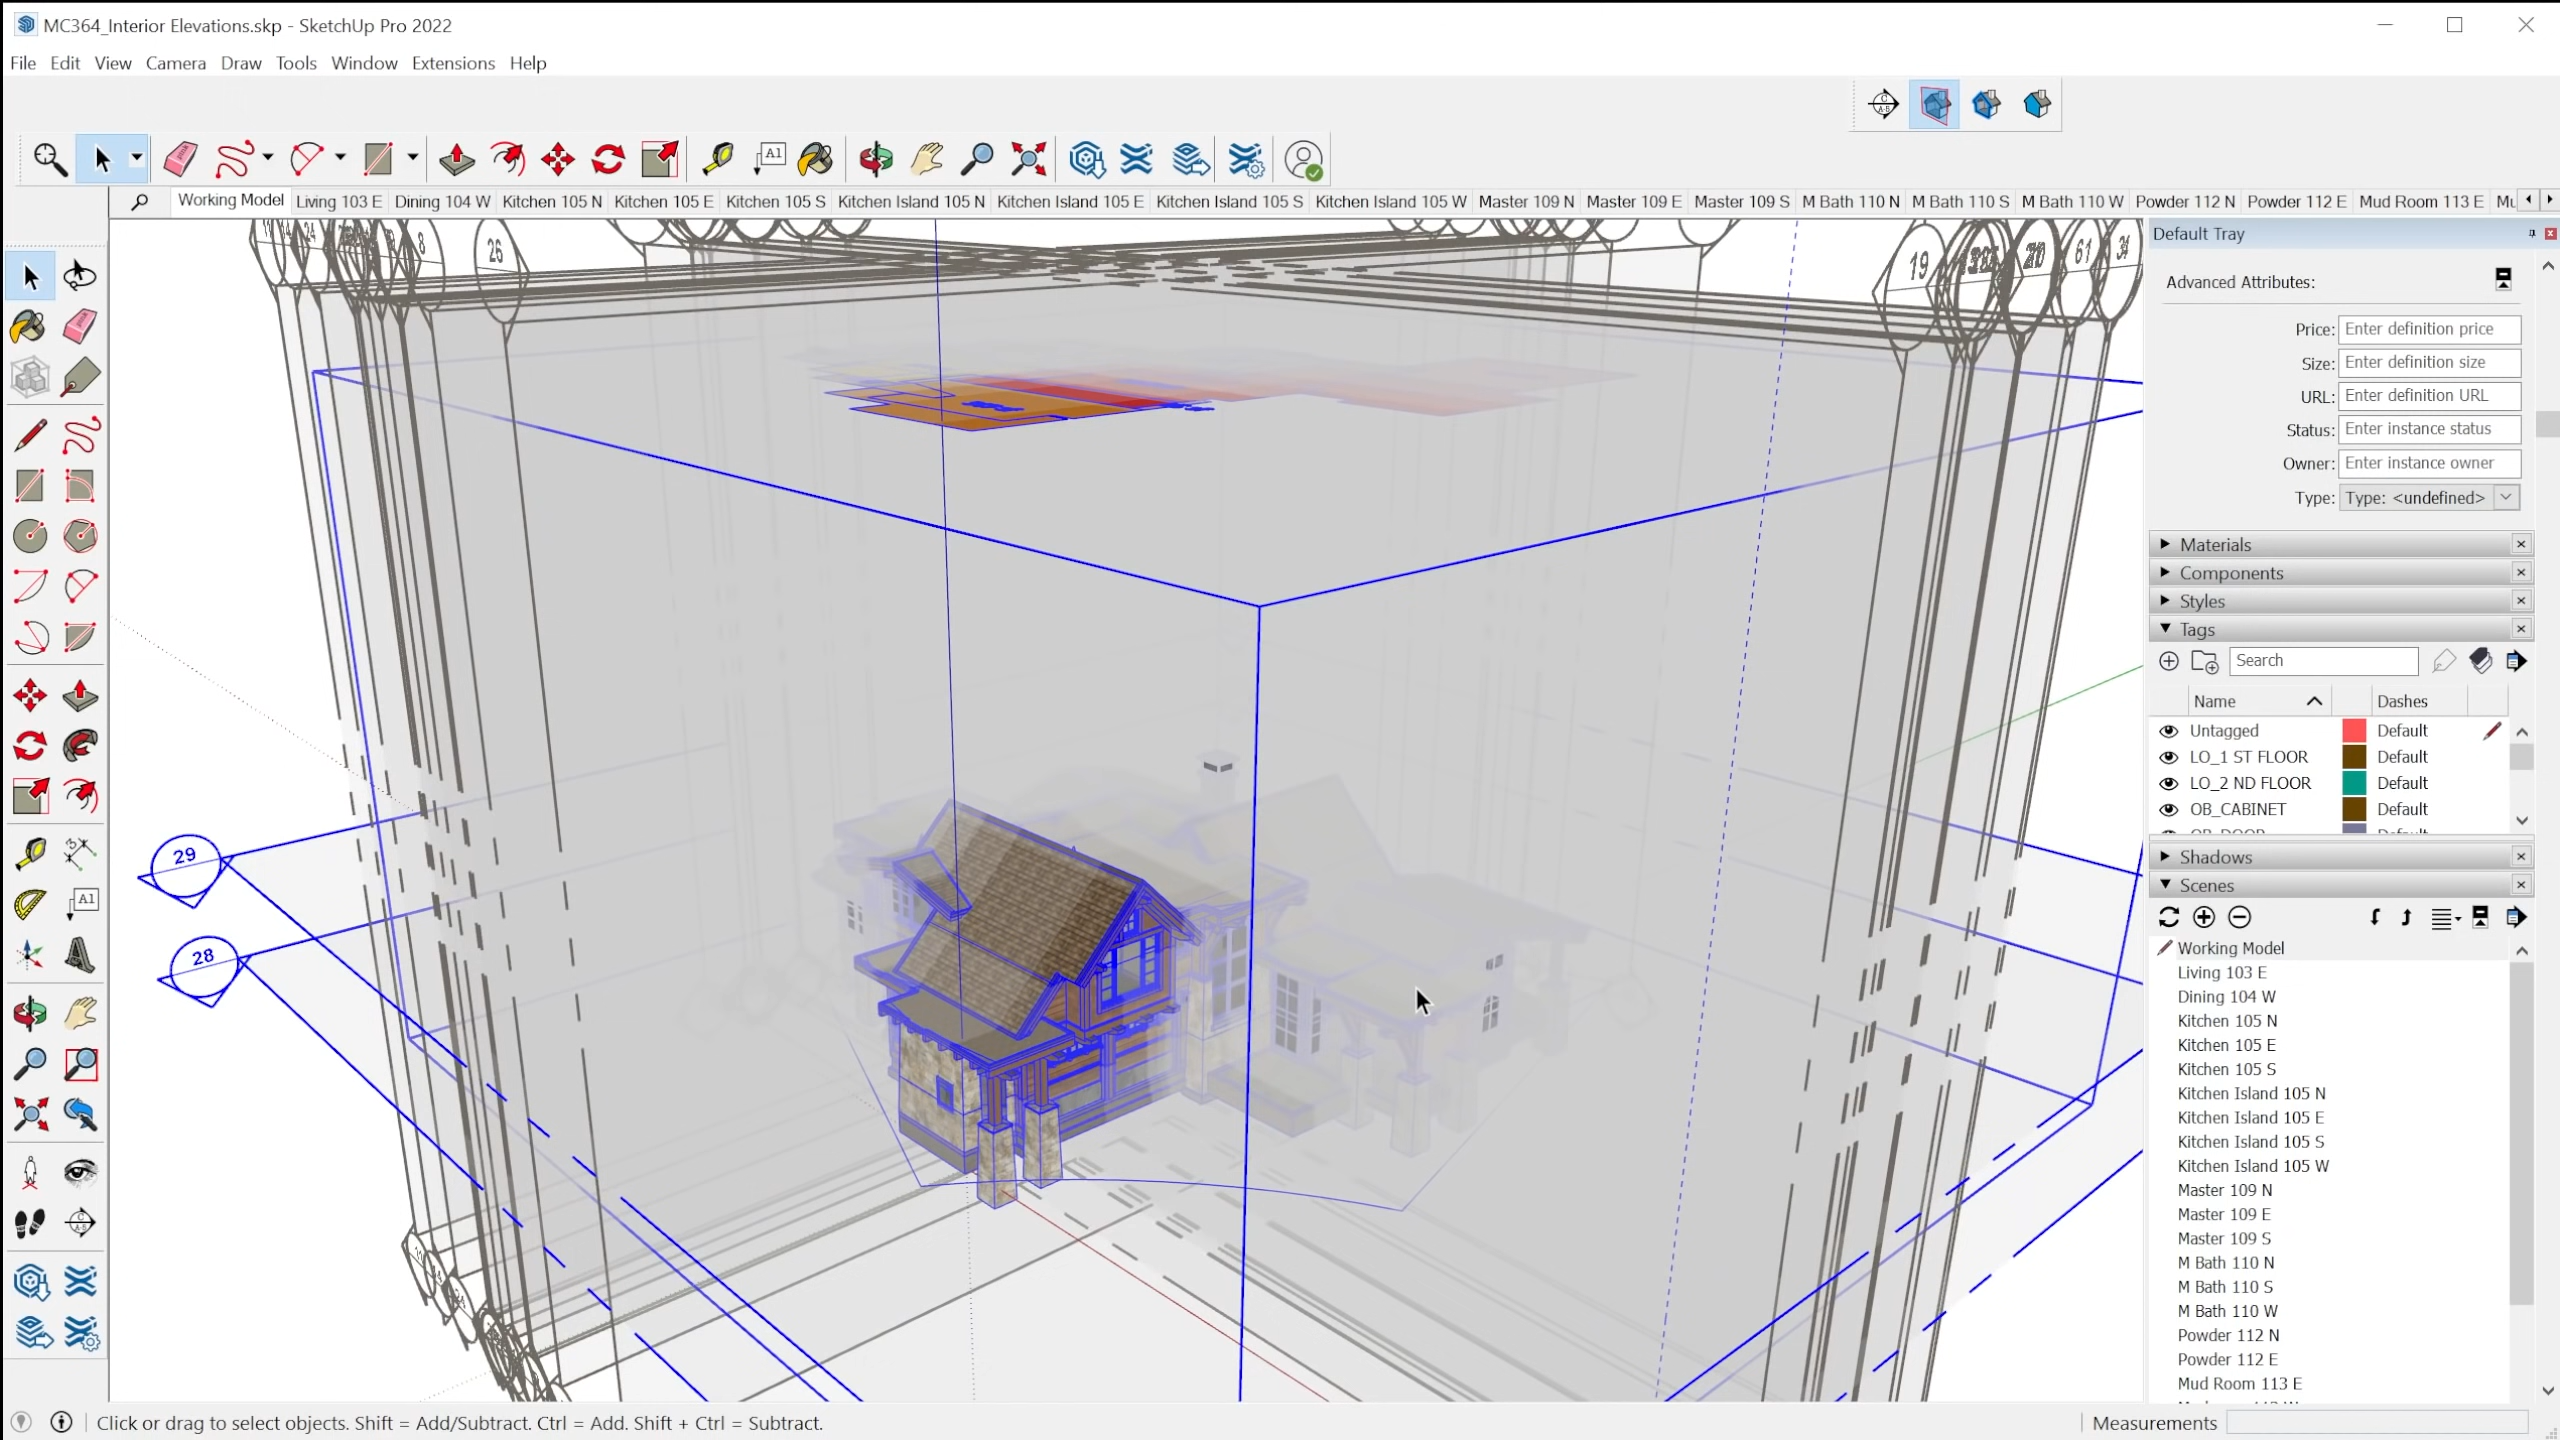 MC364_Interior Elevations.skp - SketchUp Pro 2022
File Edit View Camera Draw Tools Window Extensions Help
Working Model Living 103 E Dining 104 W Kitchen 105 N Kitchen 105 E Kitchen 105 S Kitchen Island 105 N Kitchen Island 105 E Kitchen Island 105 S Kitchen Island 105 W Master 109 N Master 109 E Master 109 S M Bath 110 N M Bath 110 S M Bath 110 W Powder 112 N Powder 112 E Mud Room 113 E
8
26
19
61
29
28
Default Tray
Advanced Attributes:
Price: Enter definition price
Size: Enter definition size
URL: Enter definition URL
Status: Enter instance status
Owner: Enter instance owner
Type: Type: <undefined>
Materials
Components
Styles
Tags
Search
Name Dashes
Untagged Default
LO_1 ST FLOOR Default
LO_2 ND FLOOR Default
OB_CABINET Default
Shadows
Scenes
Working Model
Living 103 E
Dining 104 W
Kitchen 105 N
Kitchen 105 E
Kitchen 105 S
Kitchen Island 105 N
Kitchen Island 105 E
Kitchen Island 105 S
Kitchen Island 105 W
Master 109 N
Master 109 E
Master 109 S
M Bath 110 N
M Bath 110 S
M Bath 110 W
Powder 112 N
Powder 112 E
Mud Room 113 E
Click or drag to select objects. Shift = Add/Subtract. Ctrl = Add. Shift + Ctrl = Subtract.
Measurements